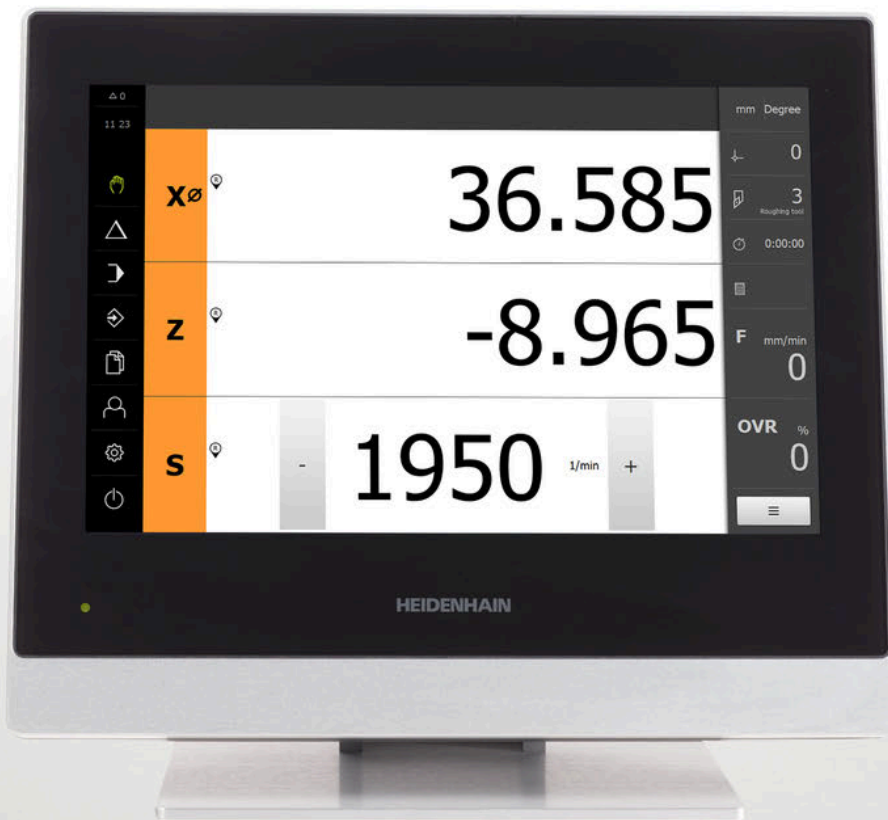 △ 0
11 23
X⌀
R
36.585
Z
R
-8.965
S
R
-
1950
1/min
+
mm Degree
0
3
Roughing tool
0:00:00
F mm/min
0
OVR %
0
HEIDENHAIN